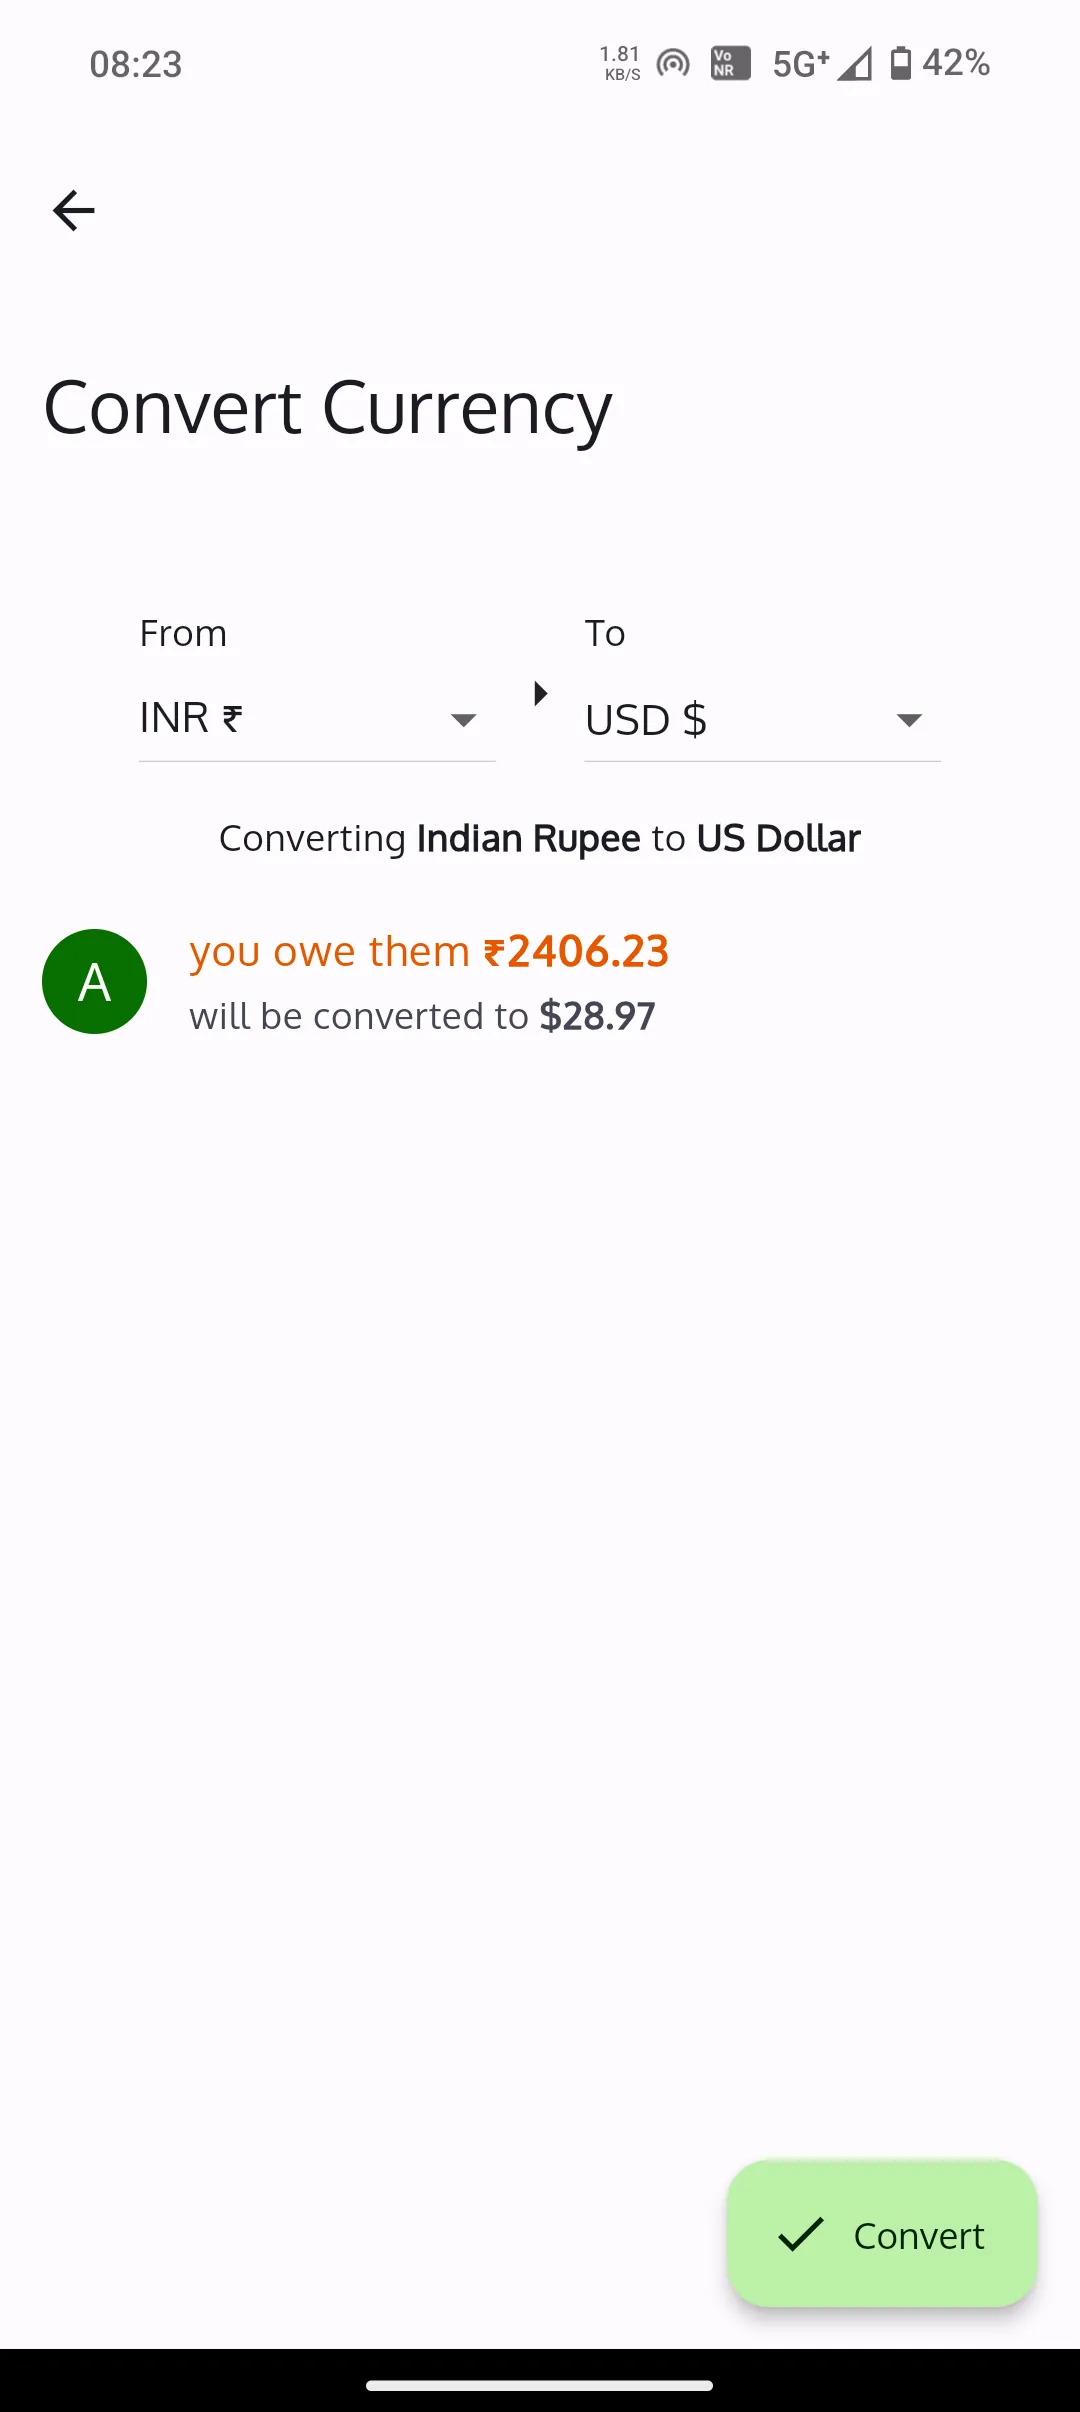 08:23
1.81 KB/S
Vo NR
5G+
42%
Convert Currency
From
To
INR ₹
USD $
Converting Indian Rupee to US Dollar
A
you owe them ₹2406.23
will be converted to $28.97
Convert